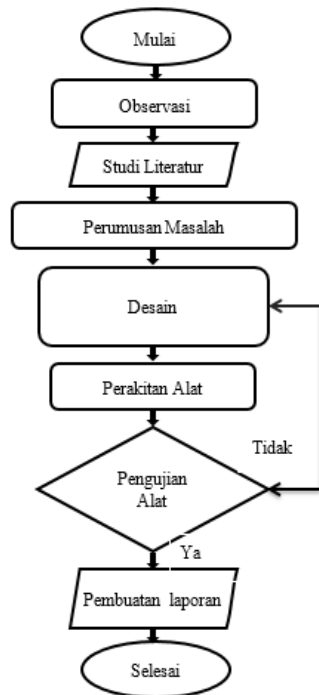 Mulai
Observasi
Studi Literatur
Perumusan Masalah
Desain
Perakitan Alat
Tidak
Pengujian
Alat
Ya
Pembuatan laporan
Selesai